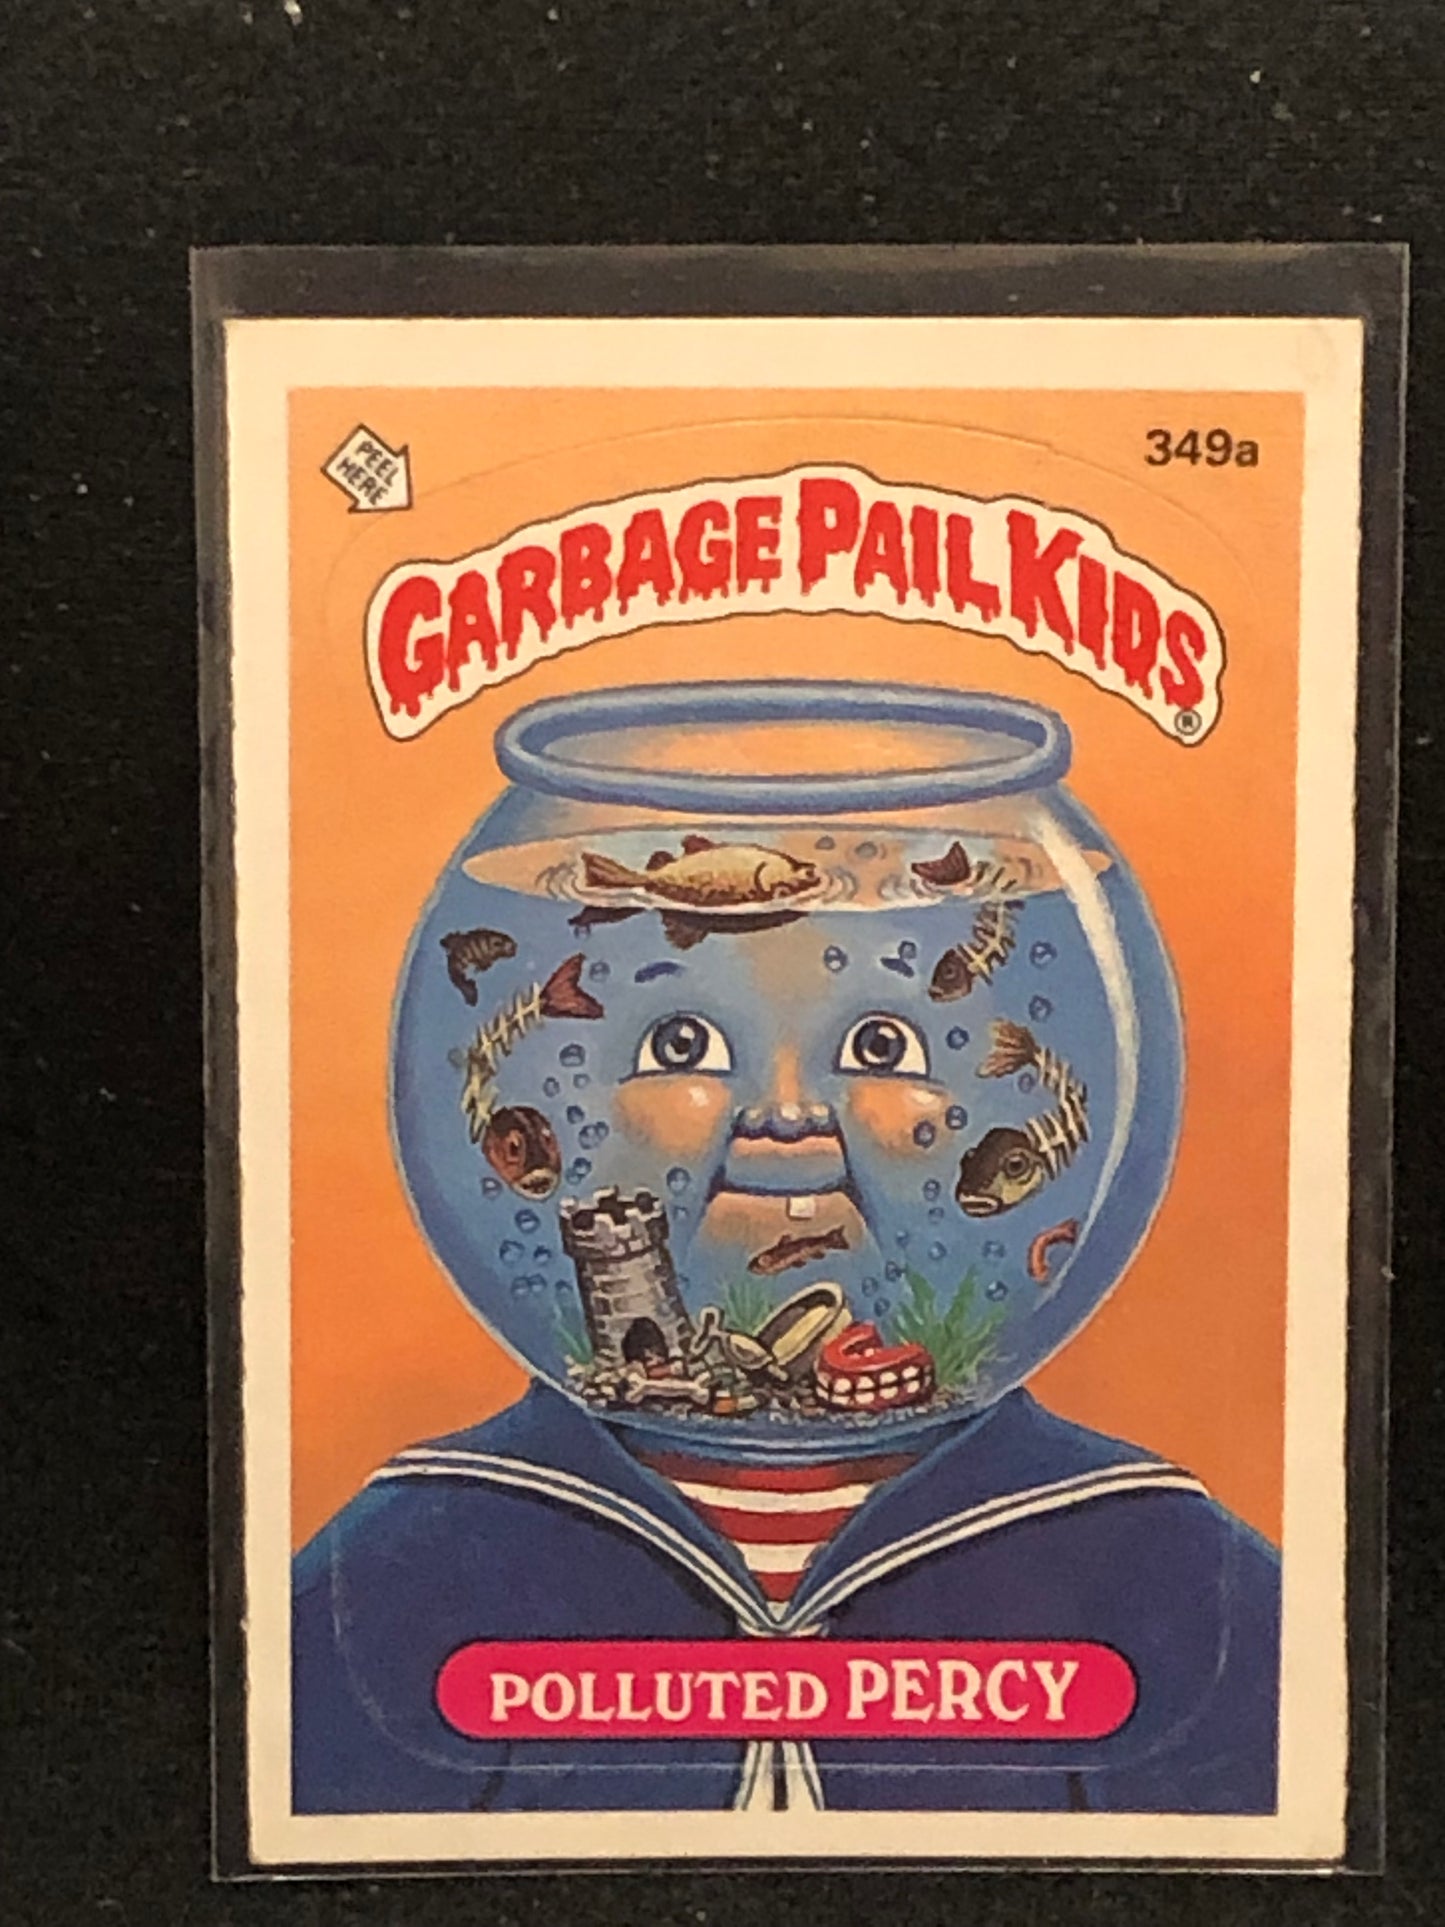 PEEL
HERE
349a
GARBAGE PAIL KIDS®
POLLUTED PERCY